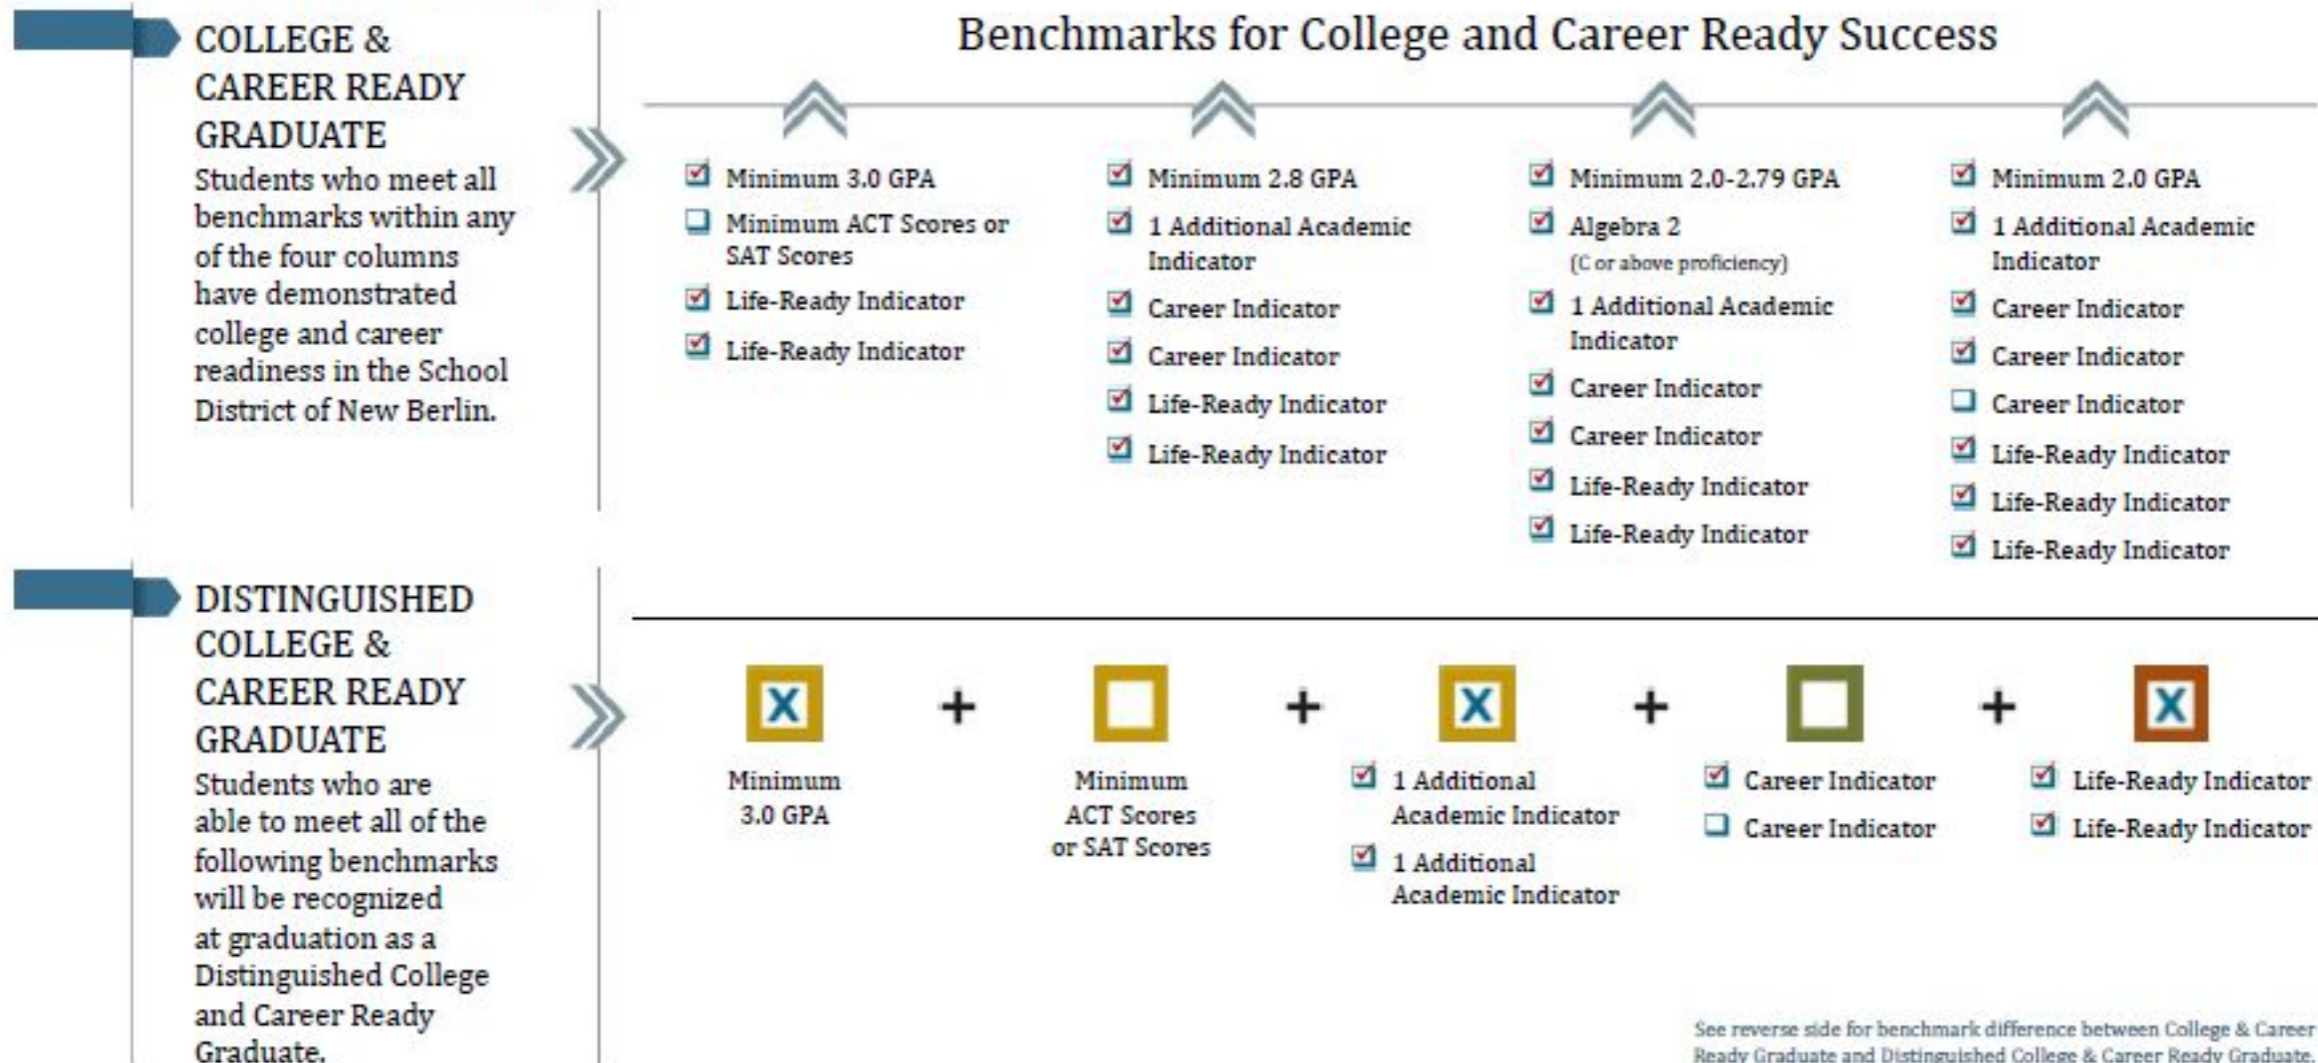 COLLEGE &
CAREER READY
GRADUATE
Students who meet all
benchmarks within any
of the four columns
have demonstrated
college and career
readiness in the School
District of New Berlin.
Benchmarks for College and Career Ready Success
Minimum 3.0 GPA
Minimum ACT Scores or
SAT Scores
Life-Ready Indicator
Life-Ready Indicator
Minimum 2.8 GPA
1 Additional Academic
Indicator
Career Indicator
Career Indicator
Life-Ready Indicator
Life-Ready Indicator
Minimum 2.0-2.79 GPA
Algebra 2
(C or above proficiency)
1 Additional Academic
Indicator
Career Indicator
Career Indicator
Life-Ready Indicator
Life-Ready Indicator
Minimum 2.0 GPA
1 Additional Academic
Indicator
Career Indicator
Career Indicator
Career Indicator
Life-Ready Indicator
Life-Ready Indicator
Life-Ready Indicator
DISTINGUISHED
COLLEGE &
CAREER READY
GRADUATE
Students who are
able to meet all of the
following benchmarks
will be recognized
at graduation as a
Distinguished College
and Career Ready
Graduate.
X + + X + + X
Minimum
3.0 GPA
Minimum
ACT Scores
or SAT Scores
1 Additional
Academic Indicator
1 Additional
Academic Indicator
Career Indicator
Career Indicator
Life-Ready Indicator
Life-Ready Indicator
See reverse side for benchmark difference between College & Career
Ready Graduate and Distinguished College & Career Ready Graduate.